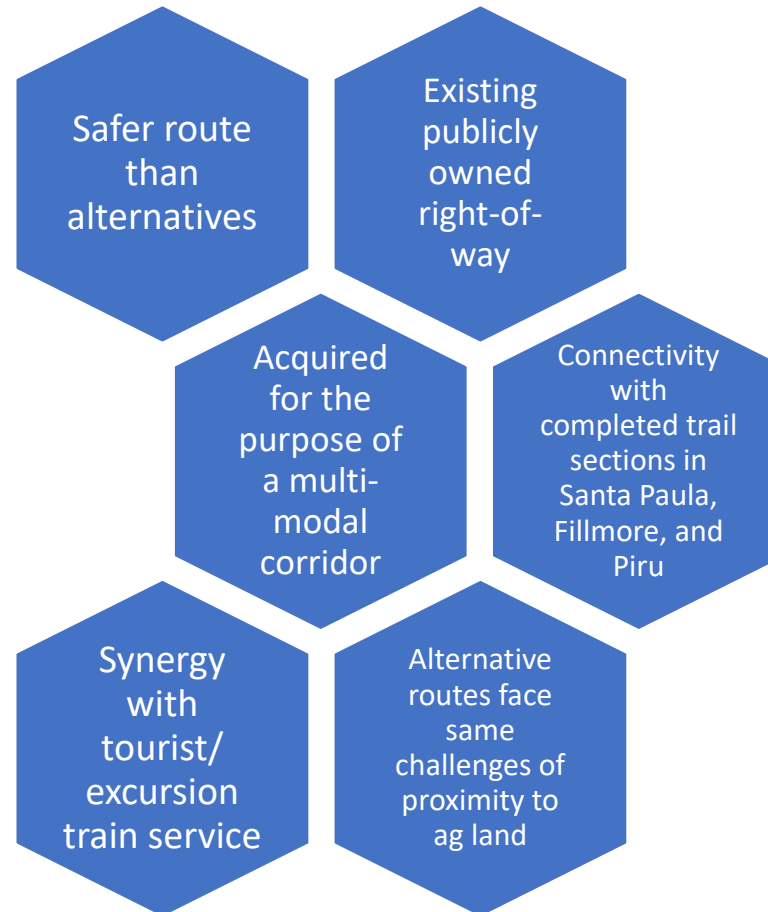 Safer route
than
alternatives
Existing
publicly
owned
right-of-
way
Acquired
for the
purpose of
a multi-
modal
corridor
Connectivity
with
completed trail
sections in
Santa Paula,
Fillmore, and
Piru
Synergy
with
tourist/
excursion
train service
Alternative
routes face
same
challenges of
proximity to
ag land